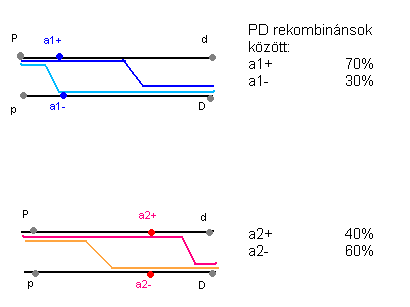 PD rekombinánsok
között:
P a1+ d
a1+ 70%
a1- 30%
p a1- D
P a2+ d
a2+ 40%
a2- 60%
p a2- D